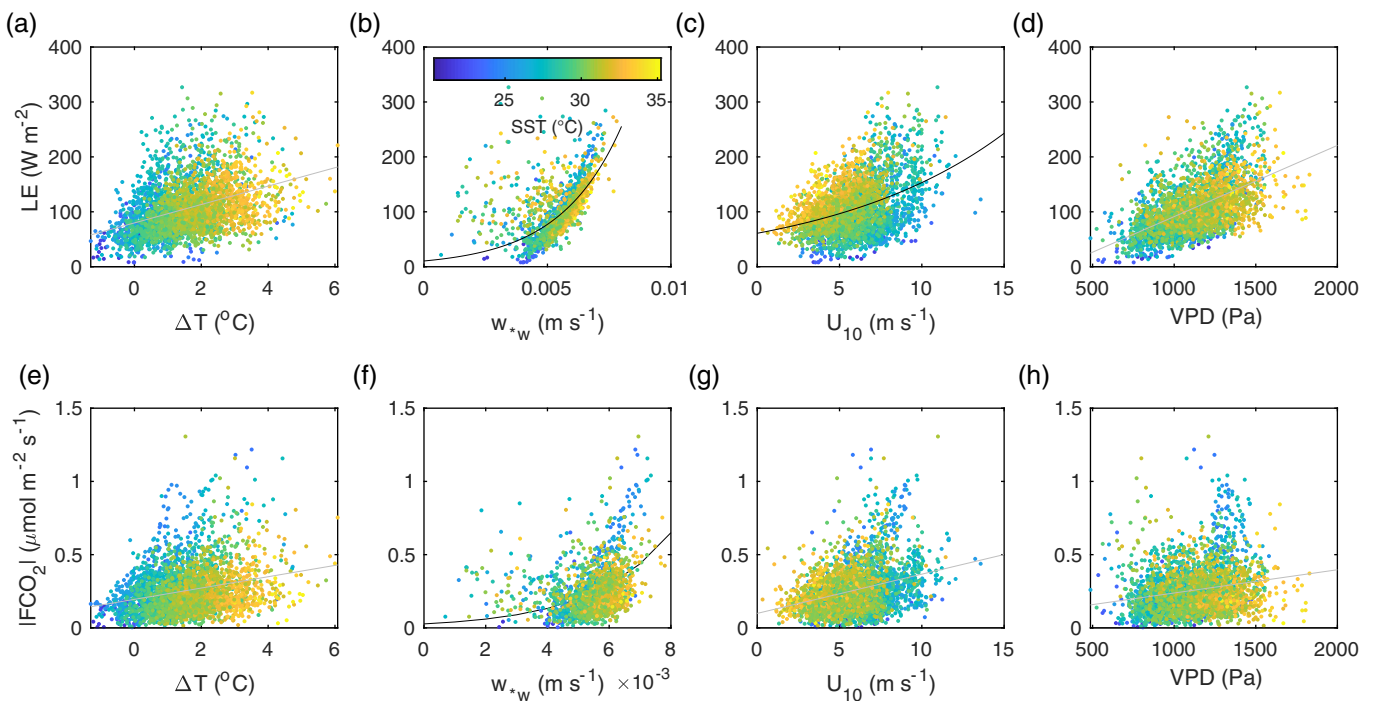 (a) (b) (c) (d)
400 400 400 400
300 300 300 300
200 200 200 200
100 100 100 100
0 0 0 0
LE (W m⁻²)
25 30 35
SST (°C)
0 2 4 6
0 0.005 0.01
0 5 10 15
500 1000 1500 2000
ΔT (°C)
w*w (m s⁻¹)
U10 (m s⁻¹)
VPD (Pa)
(e) (f) (g) (h)
1.5 1.5 1.5 1.5
1 1 1 1
0.5 0.5 0.5 0.5
0 0 0 0
|FCO₂| (μmol m⁻² s⁻¹)
0 2 4 6
0 2 4 6 8
0 5 10 15
500 1000 1500 2000
ΔT (°C)
w*w (m s⁻¹) ×10⁻³
U10 (m s⁻¹)
VPD (Pa)